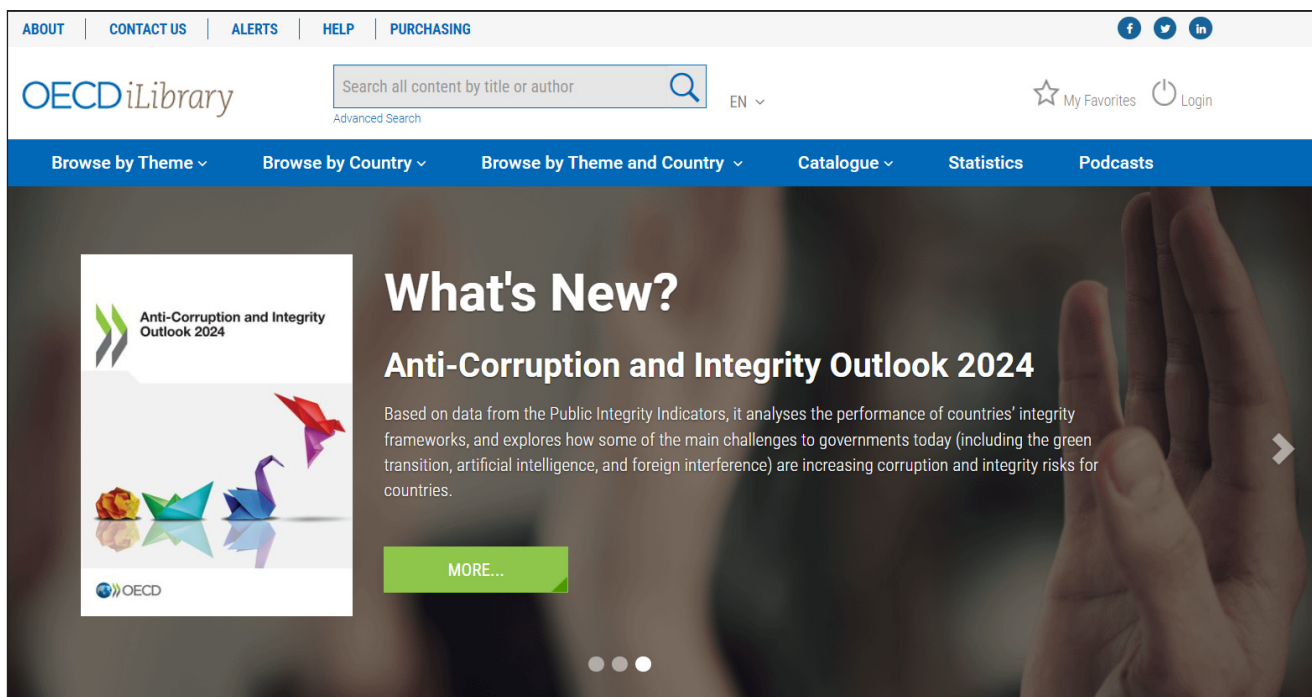 ABOUT CONTACT US ALERTS HELP PURCHASING
f in
OECD iLibrary
Search all content by title or author
EN
My Favorites Login
Advanced Search
Browse by Theme Browse by Country Browse by Theme and Country Catalogue Statistics Podcasts
Anti-Corruption and Integrity
Outlook 2024
OECD
What's New?
Anti-Corruption and Integrity Outlook 2024
Based on data from the Public Integrity Indicators, it analyses the performance of countries' integrity
frameworks, and explores how some of the main challenges to governments today (including the green
transition, artificial intelligence, and foreign interference) are increasing corruption and integrity risks for
countries.
MORE...